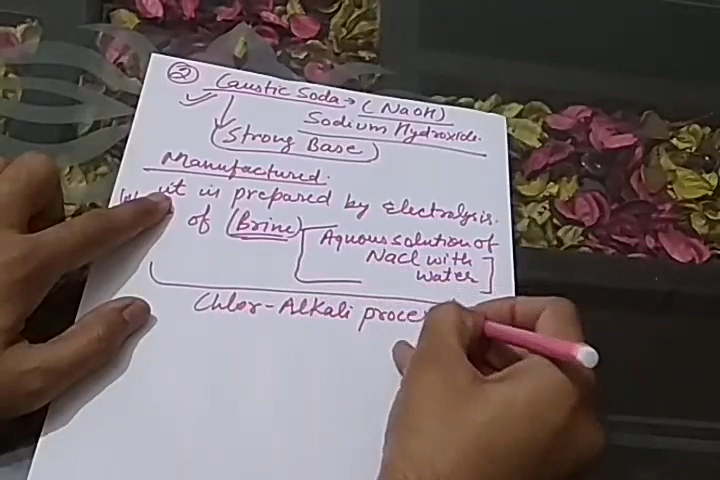 ② Caustic Soda → (NaOH)
Sodium Hydroxide.
(Strong Base)
Manufactured.
it is prepared by Electrolysis.
of (Brine)
Aquous solution of
NaCl with
water]
Chlor-Alkali proce